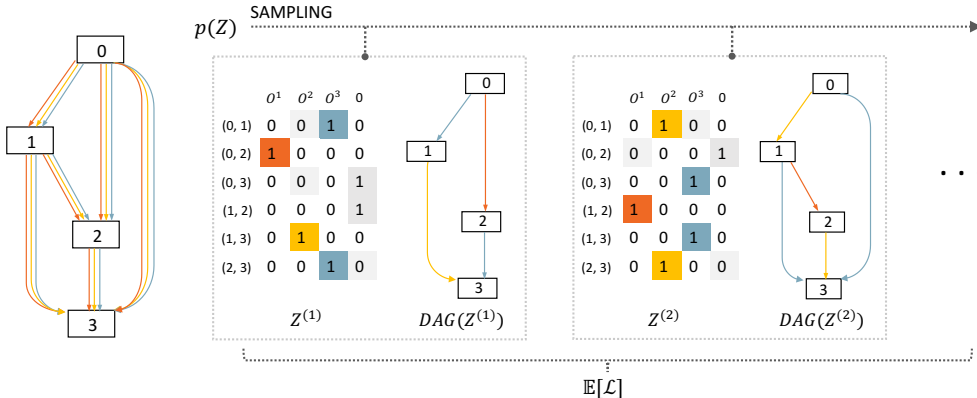 SAMPLING
p(Z)
0
1
2
3
O¹ O² O³ 0
(0, 1) 0 0 1 0
(0, 2) 1 0 0 0
(0, 3) 0 0 0 1
(1, 2) 0 0 0 1
(1, 3) 0 1 0 0
(2, 3) 0 0 1 0
Z⁽¹⁾
0
1
2
3
DAG(Z⁽¹⁾)
O¹ O² O³ 0
(0, 1) 0 1 0 0
(0, 2) 0 0 0 1
(0, 3) 0 0 1 0
(1, 2) 1 0 0 0
(1, 3) 0 0 1 0
(2, 3) 0 1 0 0
Z⁽²⁾
0
1
2
3
DAG(Z⁽²⁾)
. .
𝔼[ℒ]